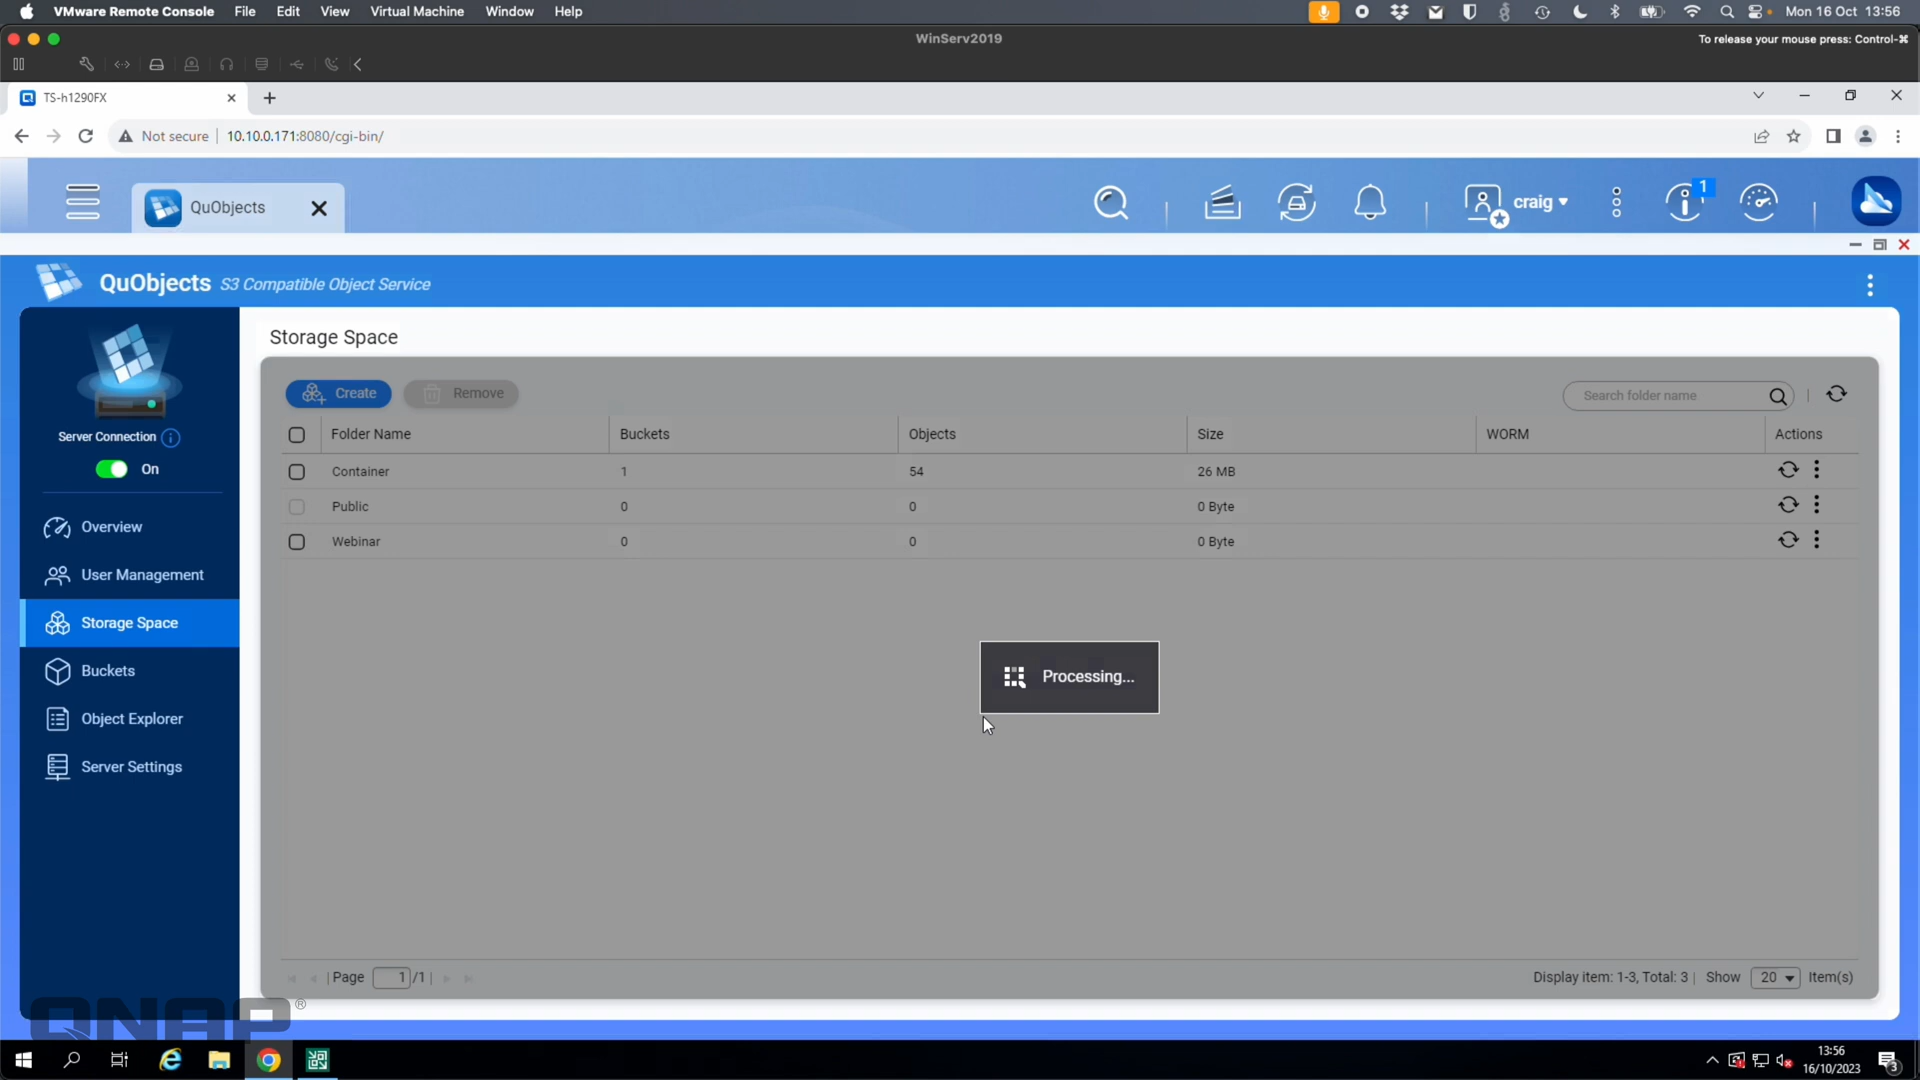 VMware Remote Console File Edit View Virtual Machine Window Help Mon 16 Oct 13:56
WinServ2019
To release your mouse press: Control-⌘
TS-h1290FX
Not secure 10.10.0.171:8080/cgi-bin/
QuObjects
craig
1
QuObjects S3 Compatible Object Service
Storage Space
Create Remove
Search folder name
Server Connection
On
Folder Name Buckets Objects Size WORM Actions
Container 1 54 26 MB
Public 0 0 0 Byte
Webinar 0 0 0 Byte
Overview
User Management
Storage Space
Buckets
Object Explorer
Server Settings
Processing...
Page 1 /1
Display item: 1-3, Total: 3 Show 20 Item(s)
QNAP®
13:56
16/10/2023
3